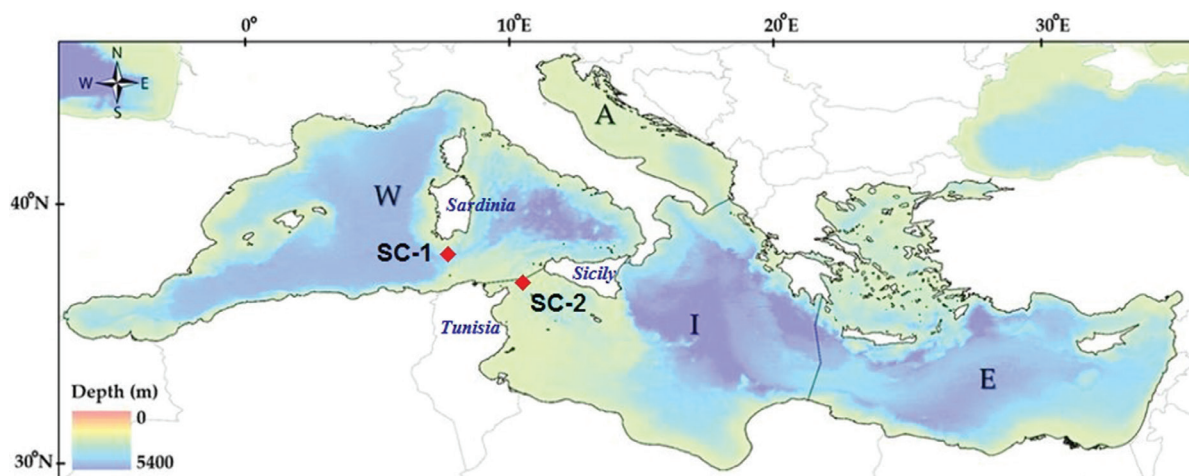 0° 10°E 20°E 30°E
N
W E
S
A
40°N
W
Sardinia
SC-1
Sicily
SC-2
Tunisia
I
E
Depth (m)
0
5400
30°N